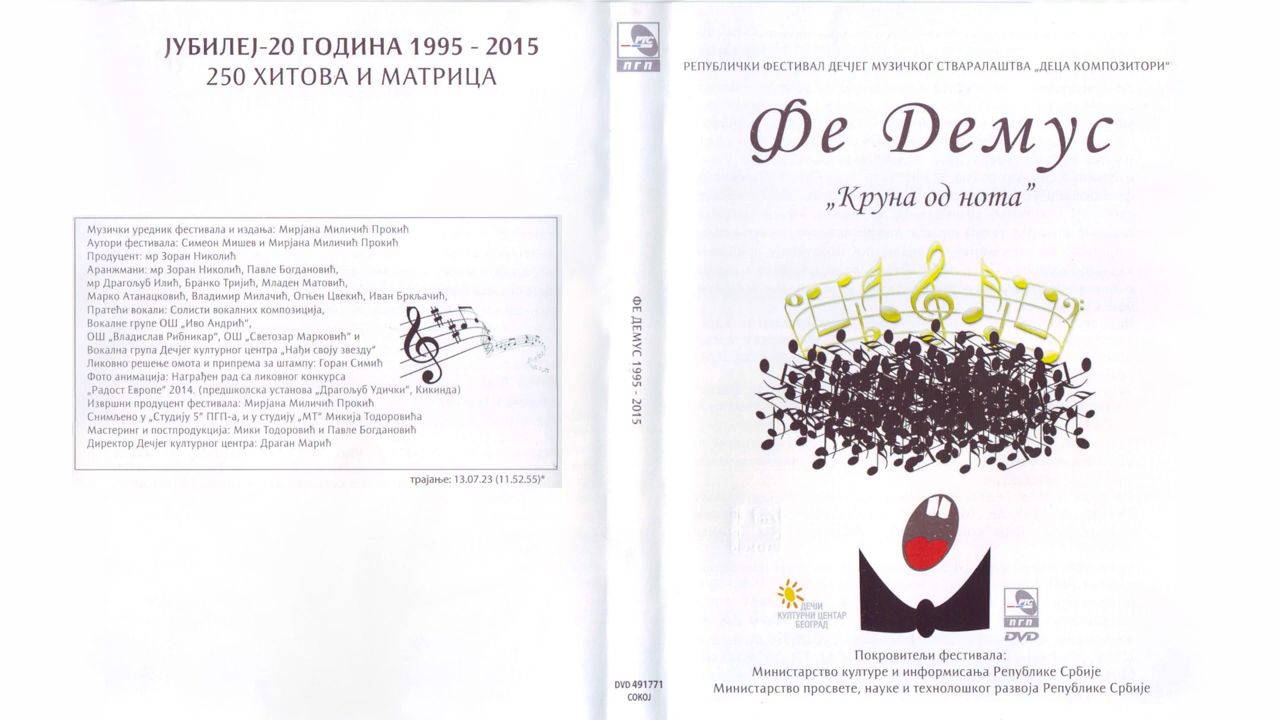 ЈУБИЛЕЈ-20 ГОДИНА 1995 - 2015
250 ХИТОВА И МАТРИЦА
Музички уредник фестивала и издања: Мирјана Миличић Прокић
Аутори фестивала: Симеон Мишев и Мирјана Миличић Прокић
Продуцент: мр Зоран Николић
Аранжмани: мр Зоран Николић, Павле Богдановић,
мр Драгољуб Илић, Бранко Тријић, Младен Матовић,
Марко Атанацковић, Владимир Милачић, Огњен Цвекић, Иван Бркљачић,
Пратећи вокали: Солисти вокалних композиција,
Вокалне групе ОШ „Иво Андрић“,
ОШ „Владислав Рибникар“, ОШ „Светозар Марковић“ и
Вокална група Дечјег културног центра „Нађи своју звезду“
Ликовно решење омота и припрема за штампу: Горан Симић
Фото анимација: Награђен рад са ликовног конкурса
„Радост Европе“ 2014. (предшколска установа „Драгољуб Удички“, Кикинда)
Извршни продуцент фестивала: Мирјана Миличић Прокић
Снимљено у „Студију 5“ ПГП-а, и у студију „МТ“ Микија Тодоровића
Мастеринг и постпродукција: Мики Тодоровић и Павле Богдановић
Директор Дечјег културног центра: Драган Марић
трајање: 13.07.23 (11.52.55)*
РТС
ПГП
ФЕ ДЕМУС 1995 - 2015
DVD 491771
СОКОЈ
РЕПУБЛИЧКИ ФЕСТИВАЛ ДЕЧЈЕГ МУЗИЧКОГ СТВАРАЛАШТВА „ДЕЦА КОМПОЗИТОРИ“
Фе Демус
„Круна од нота”
ДЕЧЈИ
КУЛТУРНИ ЦЕНТАР
БЕОГРАД
РТС
ПГП
DVD
Покровитељи фестивала:
Министарство културе и информисања Републике Србије
Министарство просвете, науке и технолошког развоја Републике Србије